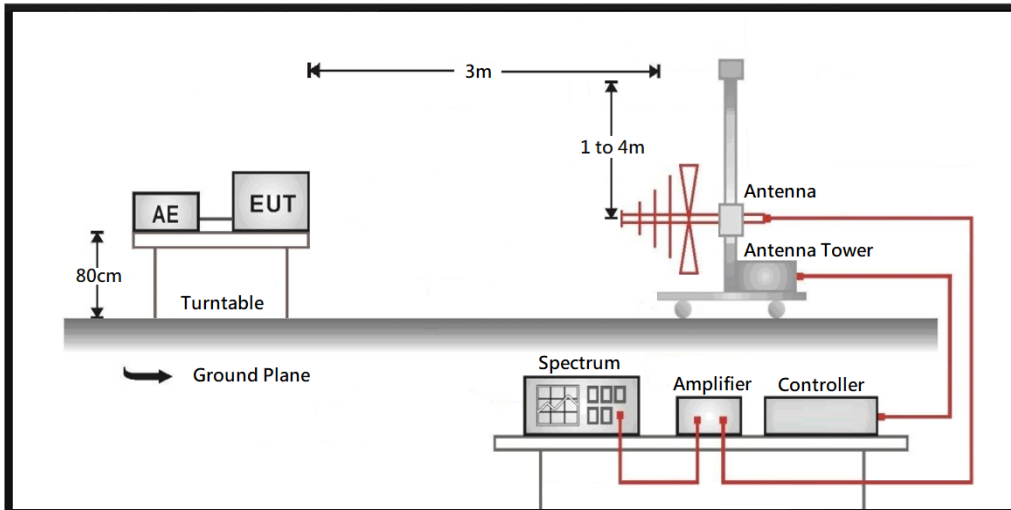 3m
1 to 4m
AE
EUT
Antenna
Antenna Tower
80cm
Turntable
Ground Plane
Spectrum
Amplifier
Controller